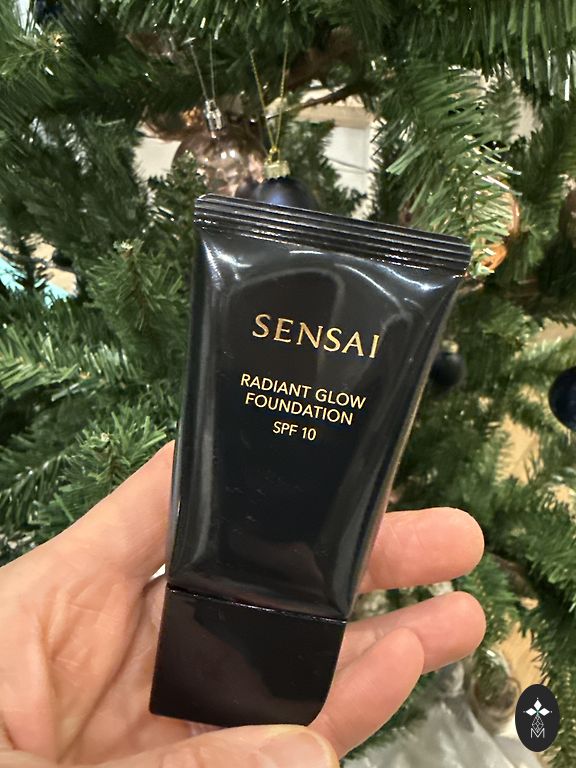 SENSAI
RADIANT GLOW
FOUNDATION
SPF 10